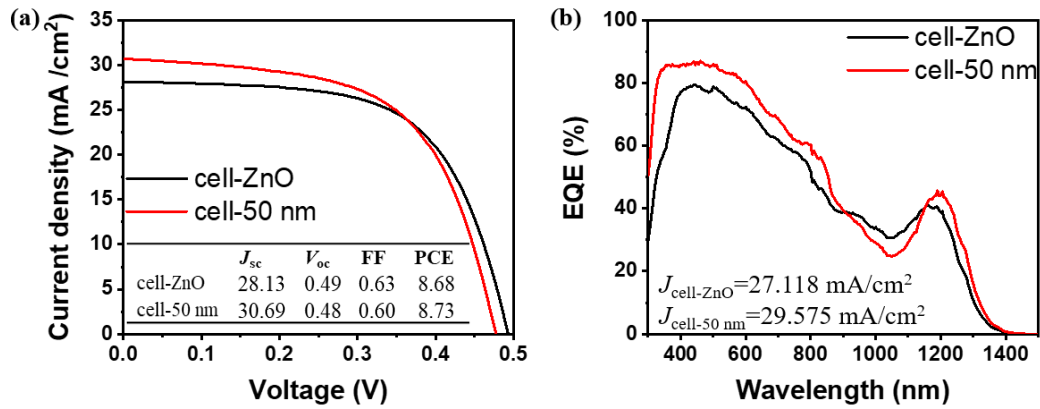 (a)
Current density (mA /cm²)
35
30
25
20
15
10
5
0
cell-ZnO
cell-50 nm
Jsc Voc FF PCE
cell-ZnO 28.13 0.49 0.63 8.68
cell-50 nm 30.69 0.48 0.60 8.73
0.0 0.1 0.2 0.3 0.4 0.5
Voltage (V)
(b)
EQE (%)
100
80
60
40
20
0
cell-ZnO
cell-50 nm
Jcell-ZnO=27.118 mA/cm²
Jcell-50 nm=29.575 mA/cm²
400 600 800 1000 1200 1400
Wavelength (nm)